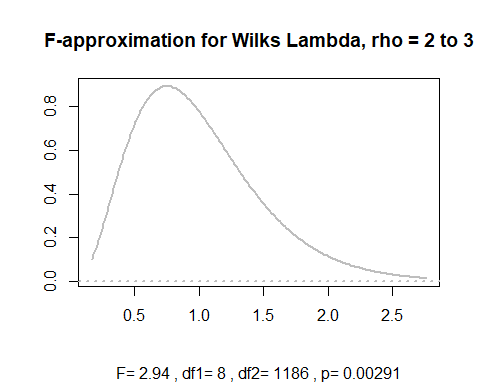 F-approximation for Wilks Lambda, rho = 2 to 3
0.8
0.6
0.4
0.2
0.0
0.5 1.0 1.5 2.0 2.5
F= 2.94 , df1= 8 , df2= 1186 , p= 0.00291